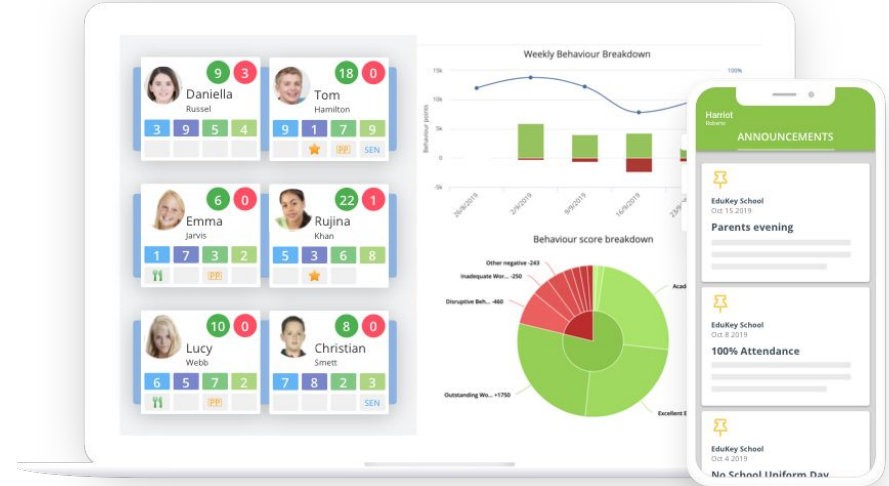 9 3
Daniella
Russel
3 9 5 4
18 0
Tom
Hamilton
9 1 7 9
PP SEN
6 0
Emma
Jarvis
1 7 3 2
PP
22 1
Rujina
Khan
5 3 6 8
10 0
Lucy
Webb
6 5 7 2
PP
8 0
Christian
Smett
7 8 2 3
SEN
Weekly Behaviour Breakdown
15k
100%
10k
5k
0
Behaviour points
26/8/2019
2/9/2019
9/9/2019
16/9/2019
Behaviour score breakdown
Other negative -243
Inadequate Wor... -250
Disruptive Beh... -460
Outstanding Wo... +1750
Acad
Excellent E
Harriot
ANNOUNCEMENTS
EduKey School
Oct 15 2019
Parents evening
EduKey School
Oct 8 2019
100% Attendance
EduKey School
Oct 4 2019
No School Uniform Day